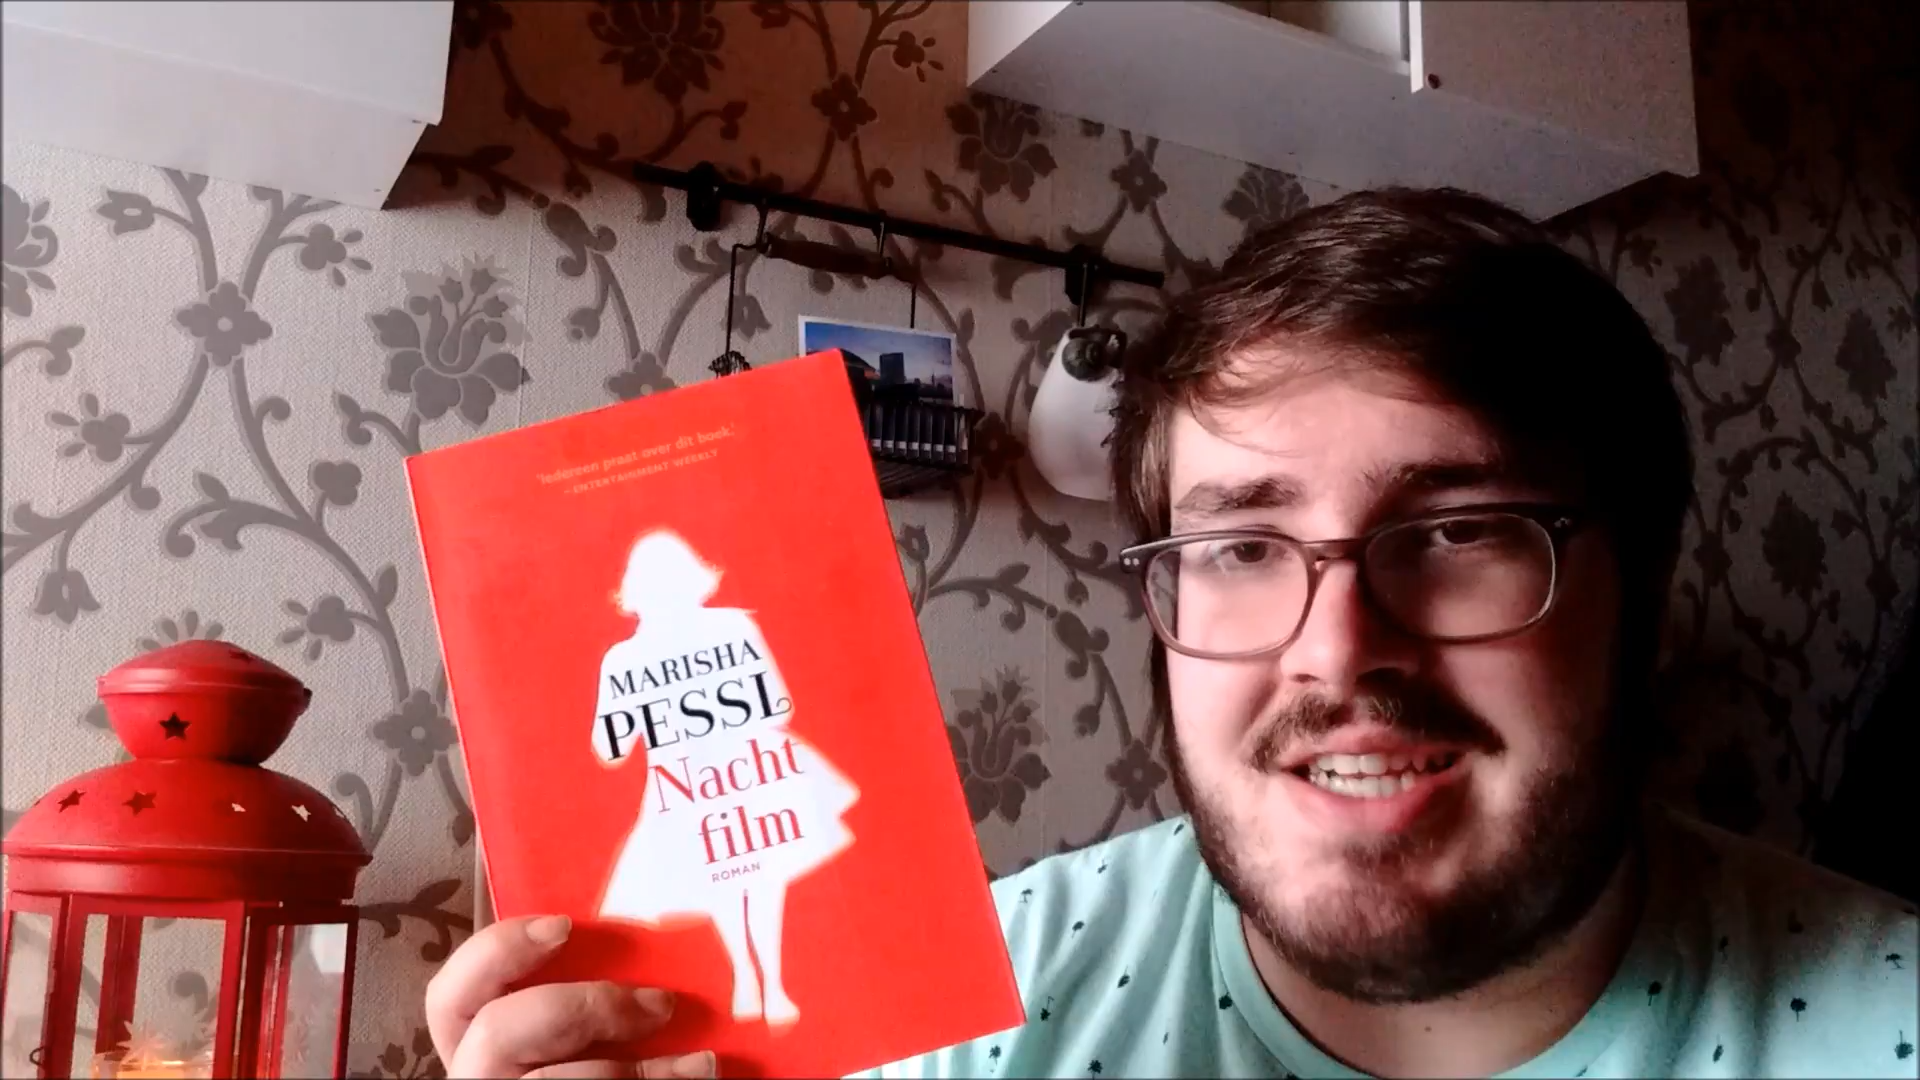 'Iedereen praat over dit boek.'
– ENTERTAINMENT WEEKLY
MARISHA
PESSL
Nacht
film
ROMAN